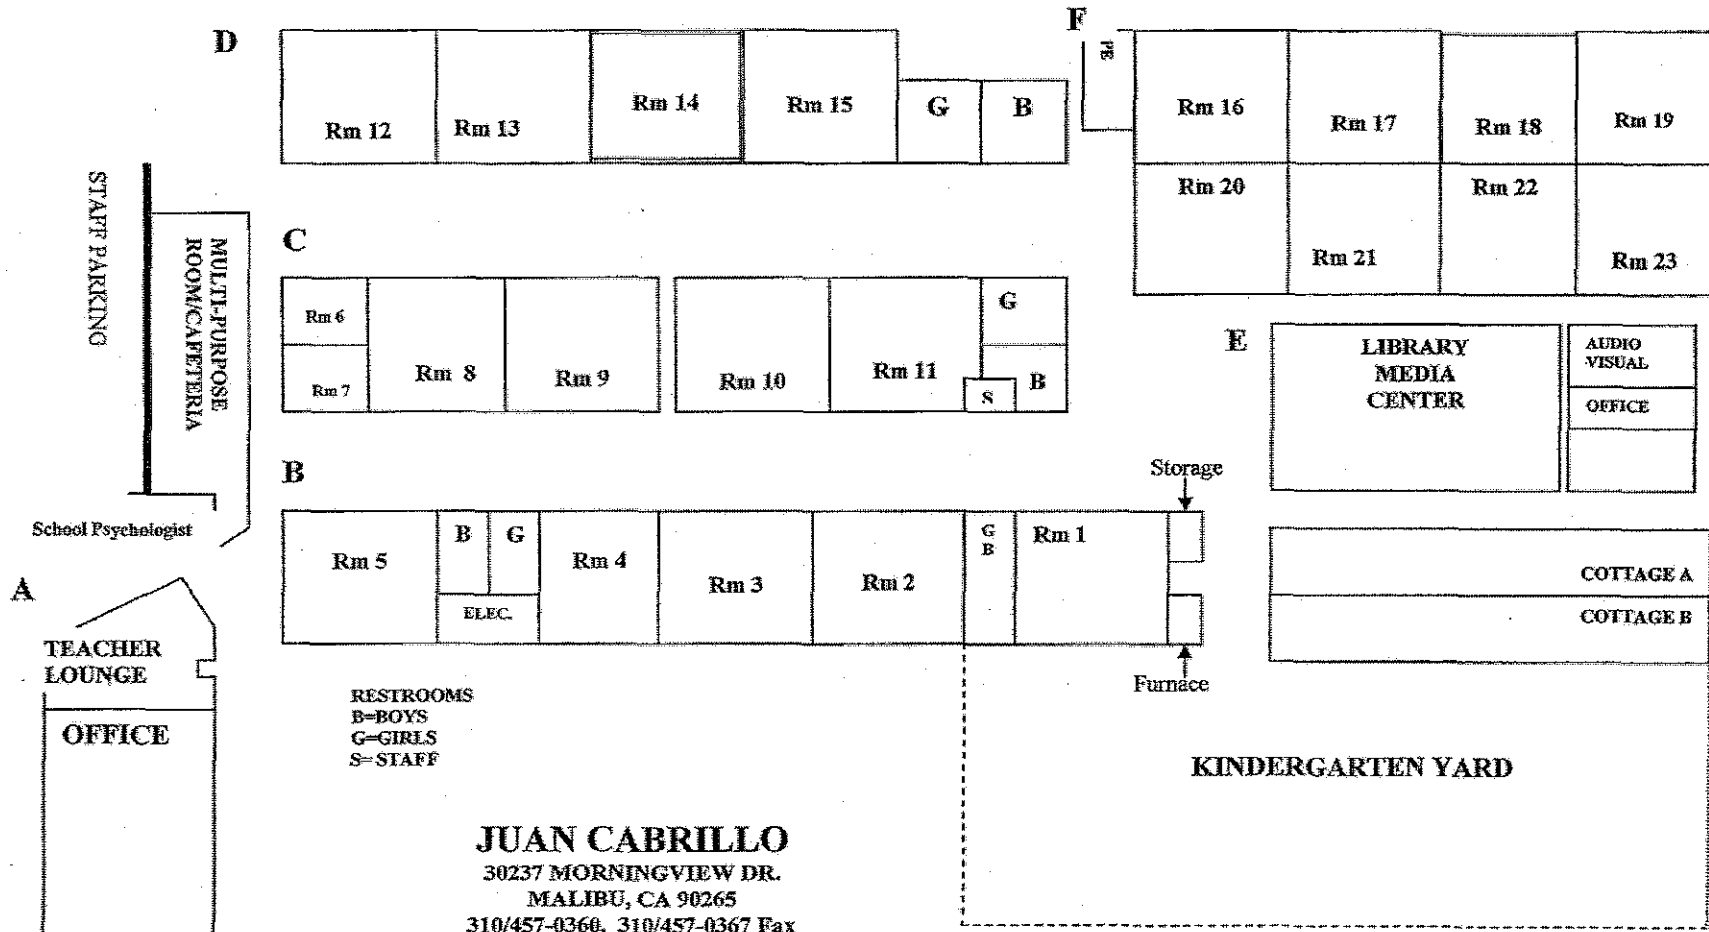 D
F
PE
Rm 12
Rm 13
Rm 14
Rm 15
G
B
Rm 16
Rm 17
Rm 18
Rm 19
Rm 20
Rm 21
Rm 22
Rm 23
STAFF PARKING
MULTI-PURPOSE
ROOM/CAFETERIA
C
Rm 6
Rm 7
Rm 8
Rm 9
Rm 10
Rm 11
G
B
S
E
LIBRARY
MEDIA
CENTER
AUDIO
VISUAL
OFFICE
B
Storage
School Psychologist
Rm 5
B
G
ELEC.
Rm 4
Rm 3
Rm 2
G
B
Rm 1
Furnace
COTTAGE A
COTTAGE B
A
TEACHER
LOUNGE
OFFICE
RESTROOMS
B=BOYS
G=GIRLS
S=STAFF
KINDERGARTEN YARD
JUAN CABRILLO
30237 MORNINGVIEW DR.
MALIBU, CA 90265
310/457-0360, 310/457-0367 Fax